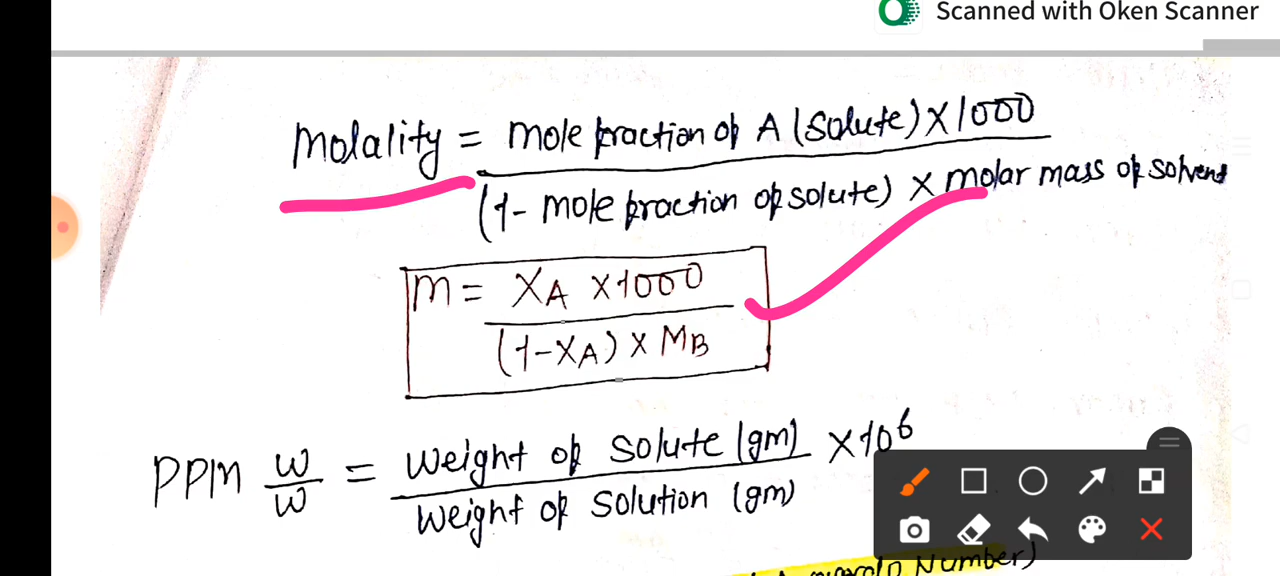 Scanned with Oken Scanner
Molality = mole fraction of A (solute) × 1000
(1 - mole fraction of solute) × molar mass of solvent
m = XA × 1000
(1 - XA) × MB
PPM w/w = weight of solute (gm) × 10⁶
weight of solution (gm)
Number)